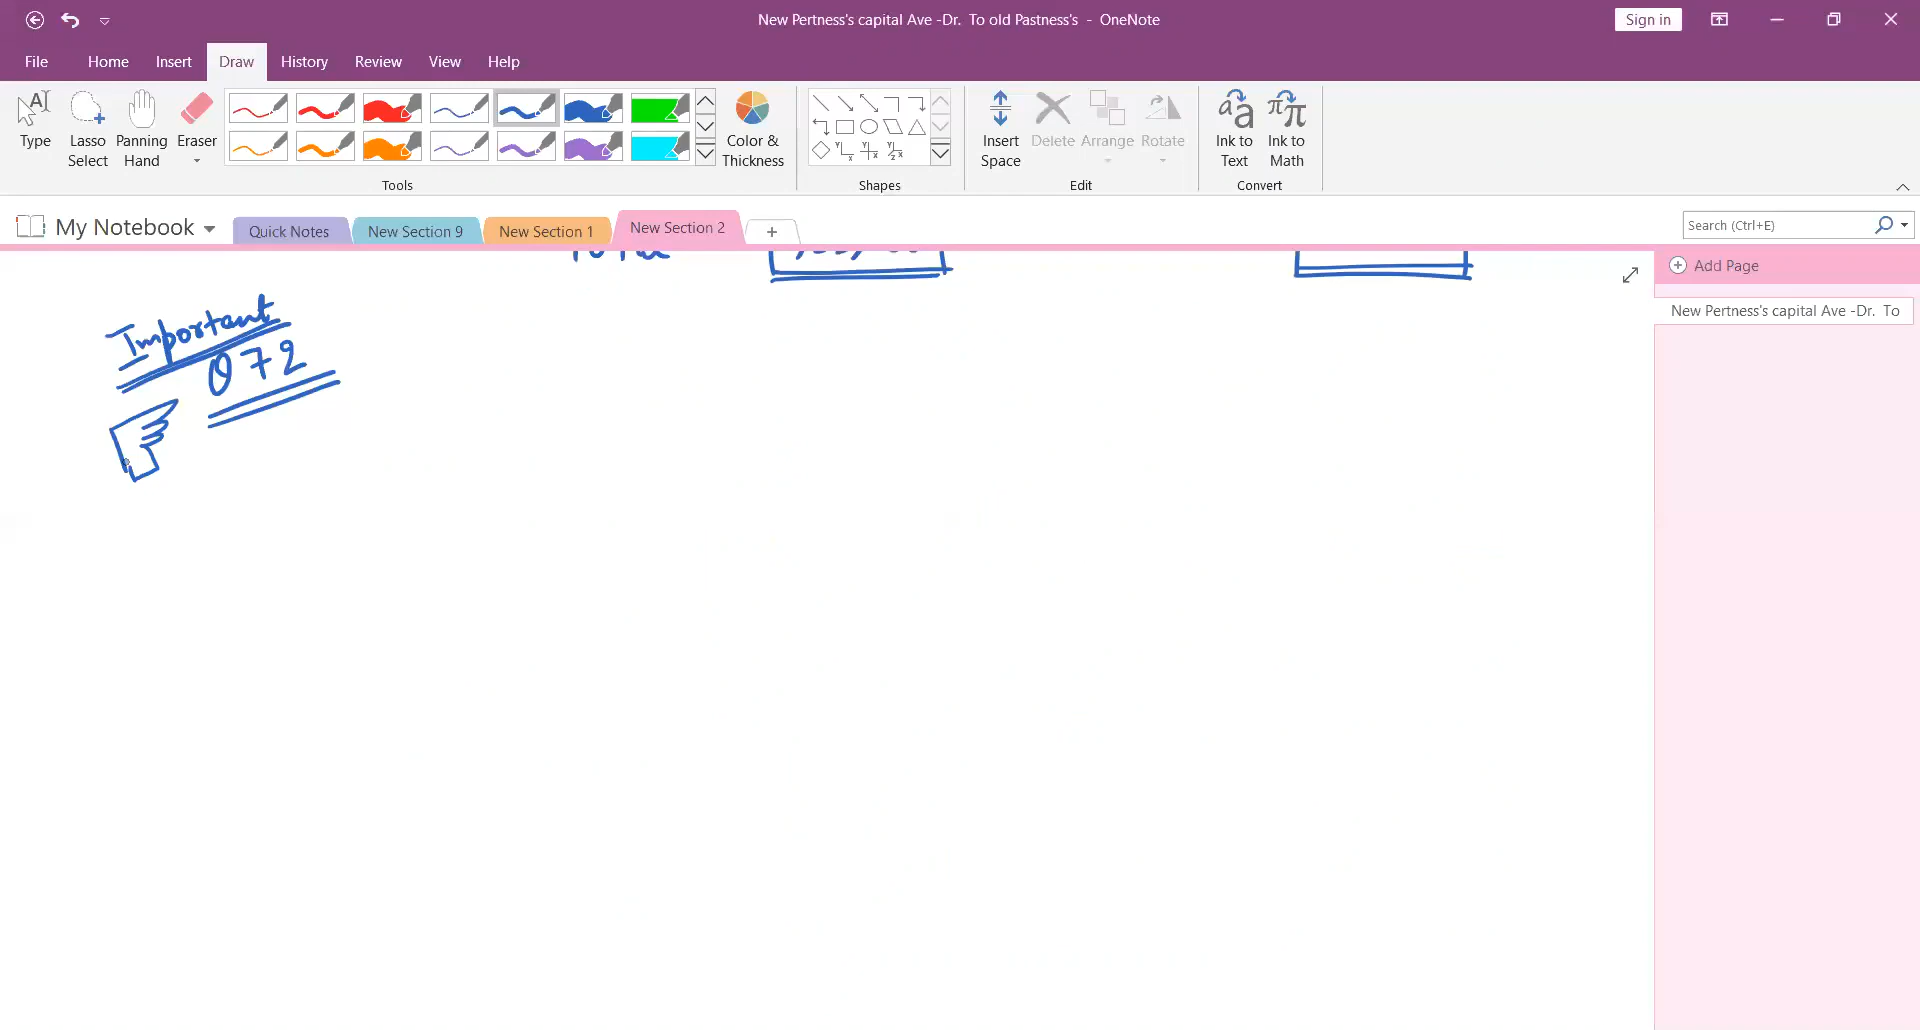 New Pertness's capital Ave -Dr. To old Pastness's - OneNote
Sign in
File Home Insert Draw History Review View Help
Type
Lasso Select
Panning Hand
Eraser
Color & Thickness
Insert Space
Delete
Arrange
Rotate
Ink to Text
Ink to Math
Tools
Shapes
Edit
Convert
My Notebook
Quick Notes
New Section 9
New Section 1
New Section 2
Search (Ctrl+E)
Add Page
New Pertness's capital Ave -Dr. To
Total
Important
Q 72